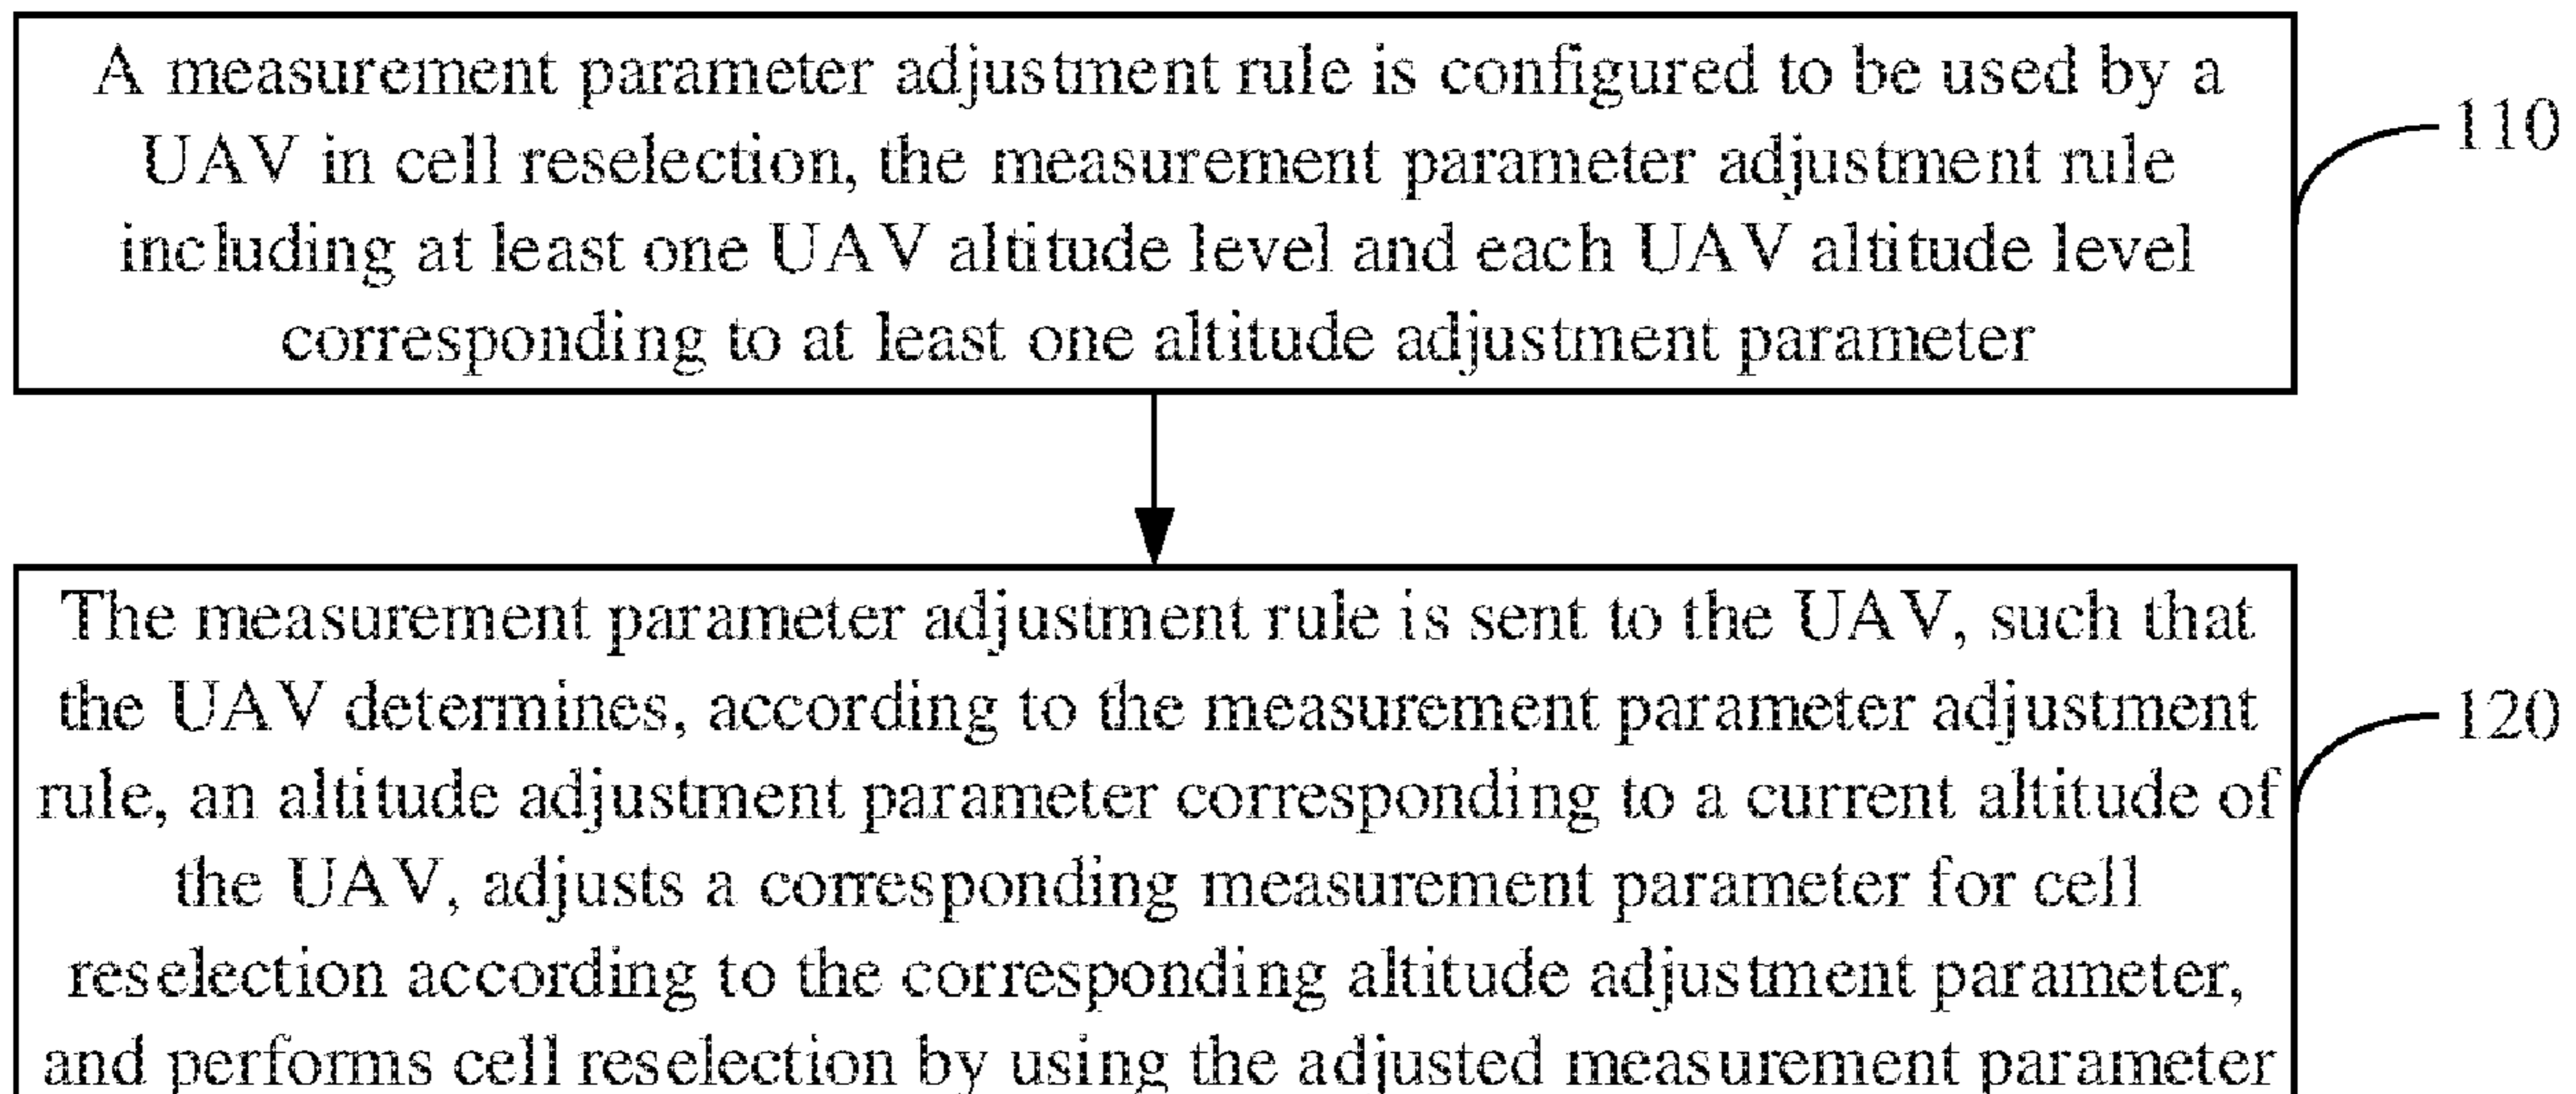 A measurement parameter adjustment rule is configured to be used by a
UAV in cell reselection, the measurement parameter adjustment rule
including at least one UAV altitude level and each UAV altitude level
corresponding to at least one altitude adjustment parameter
110
The measurement parameter adjustment rule is sent to the UAV, such that
the UAV determines, according to the measurement parameter adjustment
rule, an altitude adjustment parameter corresponding to a current altitude of
the UAV, adjusts a corresponding measurement parameter for cell
reselection according to the corresponding altitude adjustment parameter,
and performs cell reselection by using the adjusted measurement parameter
120